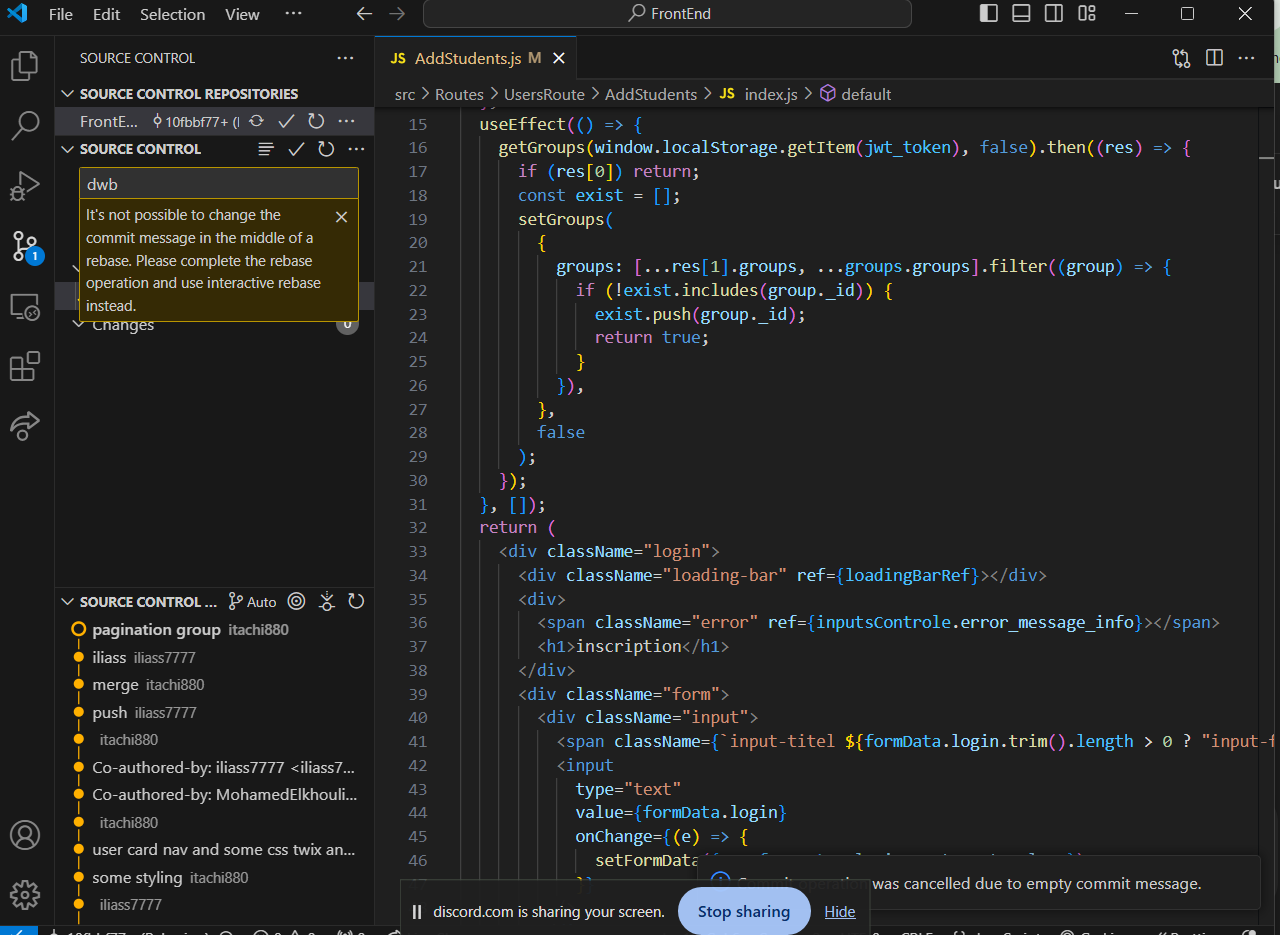 File Edit Selection View ··· FrontEnd
SOURCE CONTROL ···
SOURCE CONTROL REPOSITORIES
FrontE... 10fbbf77+ ···
SOURCE CONTROL ···
dwb
It's not possible to change the
commit message in the middle of a
rebase. Please complete the rebase
operation and use interactive rebase
instead.
Changes 0
1
SOURCE CONTROL ... Auto
pagination group itachi880
iliass iliass7777
merge itachi880
push iliass7777
itachi880
Co-authored-by: iliass7777 <iliass7...
Co-authored-by: MohamedElkhouli...
itachi880
user card nav and some css twix an...
some styling itachi880
iliass7777
JS AddStudents.js M
src > Routes > UsersRoute > AddStudents > JS index.js > default
15 useEffect(() => {
16 getGroups(window.localStorage.getItem(jwt_token), false).then((res) => {
17 if (res[0]) return;
18 const exist = [];
19 setGroups(
20 {
21 groups: [...res[1].groups, ...groups.groups].filter((group) => {
22 if (!exist.includes(group._id)) {
23 exist.push(group._id);
24 return true;
25 }
26 }),
27 },
28 false
29 );
30 });
31 }, []);
32 return (
33 <div className="login">
34 <div className="loading-bar" ref={loadingBarRef}></div>
35 <div>
36 <span className="error" ref={inputsControle.error_message_info}></span>
37 <h1>inscription</h1>
38 </div>
39 <div className="form">
40 <div className="input">
41 <span className={`input-titel ${formData.login.trim().length > 0 ? "input-f
42 <input
43 type="text"
44 value={formData.login}
45 onChange={(e) => {
46 setFormData
was cancelled due to empty commit message.
discord.com is sharing your screen. Stop sharing Hide